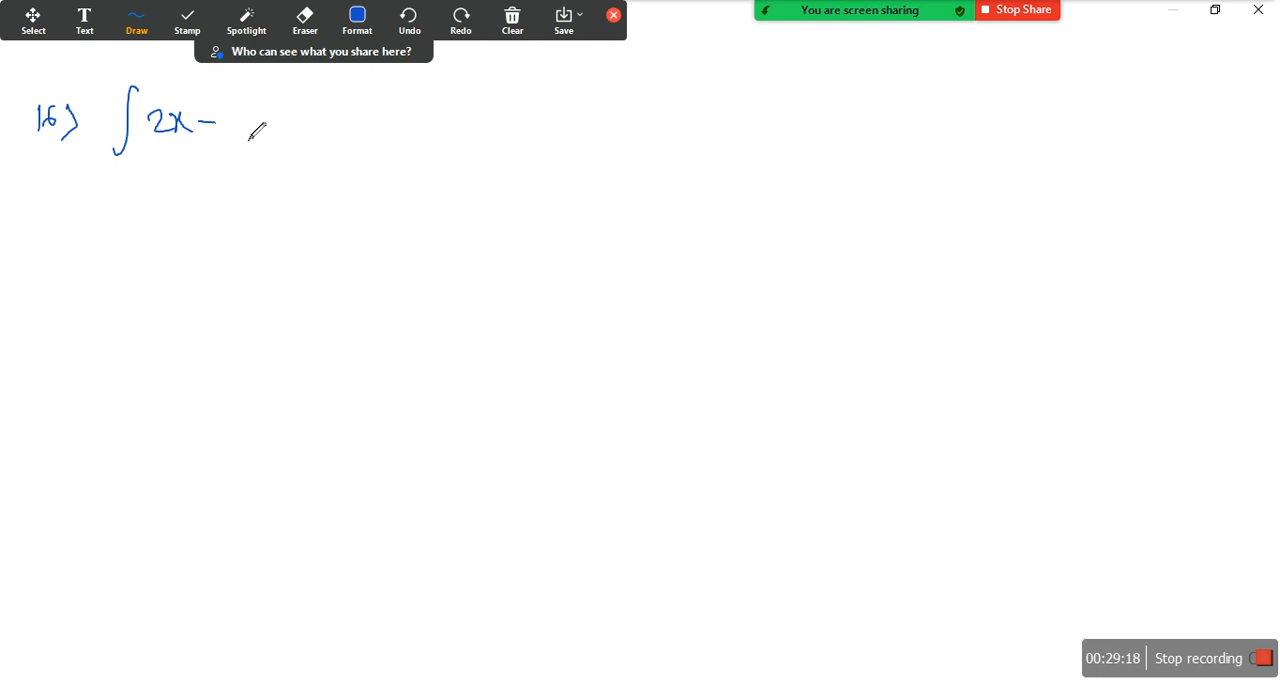 Select Text Draw Stamp Spotlight Eraser Format Undo Redo Clear Save
You are screen sharing Stop Share
Who can see what you share here?
16) ∫ 2x -
00:29:18 Stop recording